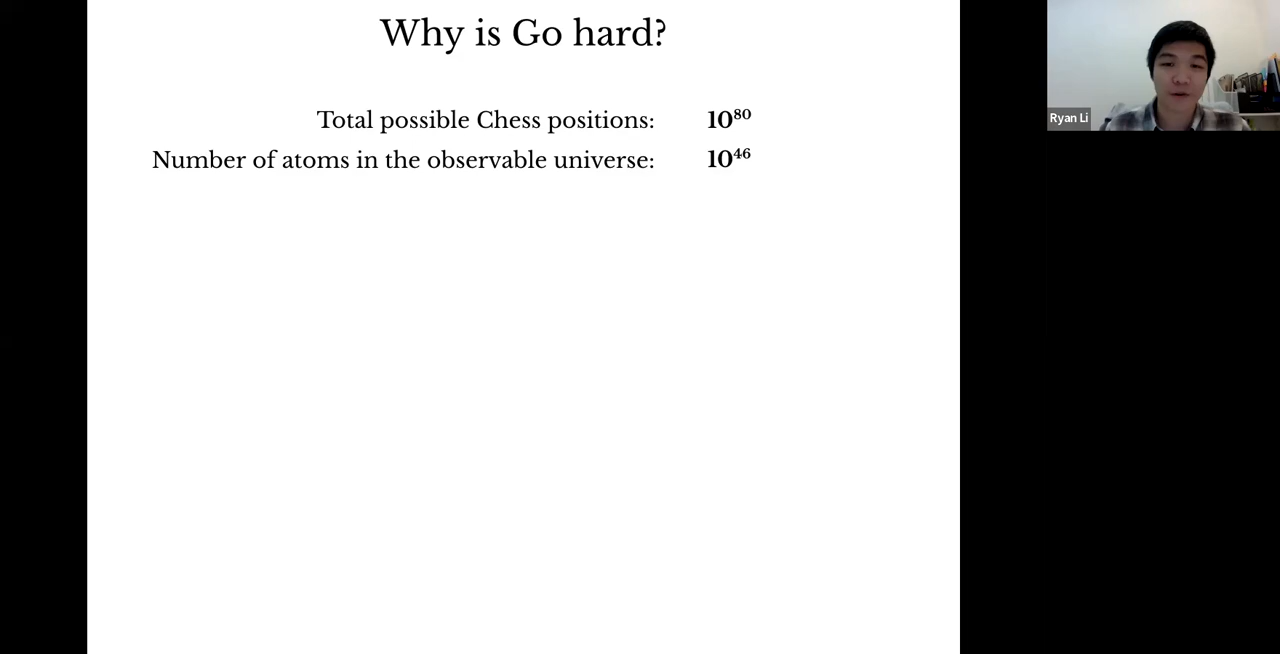 Why is Go hard?
Total possible Chess positions: 10⁸⁰
Number of atoms in the observable universe: 10⁴⁶
Ryan Li